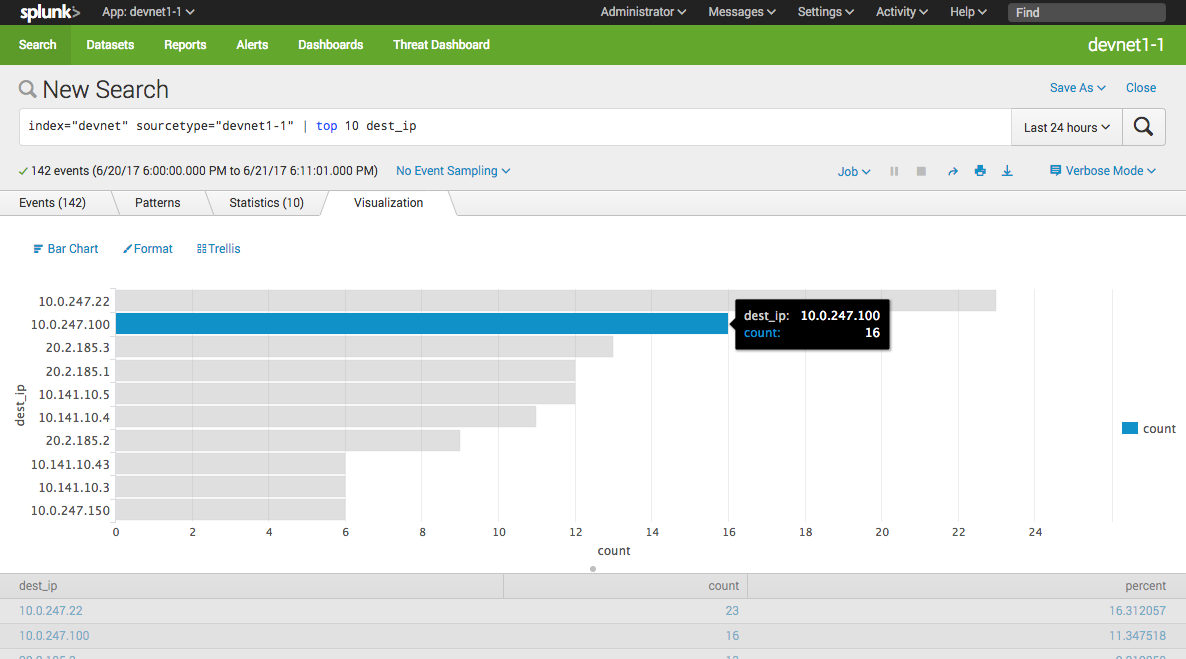 splunk> App: devnet1-1 Administrator Messages Settings Activity Help Find
Search Datasets Reports Alerts Dashboards Threat Dashboard devnet1-1
New Search Save As Close
index="devnet" sourcetype="devnet1-1" | top 10 dest_ip Last 24 hours
142 events (6/20/17 6:00:00.000 PM to 6/21/17 6:11:01.000 PM) No Event Sampling Job Verbose Mode
Events (142) Patterns Statistics (10) Visualization
Bar Chart Format Trellis
10.0.247.22
10.0.247.100
20.2.185.3
20.2.185.1
10.141.10.5
10.141.10.4
20.2.185.2
10.141.10.43
10.141.10.3
10.0.247.150
dest_ip
dest_ip: 10.0.247.100
count: 16
count
0 2 4 6 8 10 12 14 16 18 20 22 24
count
dest_ip count percent
10.0.247.22 23 16.312057
10.0.247.100 16 11.347518